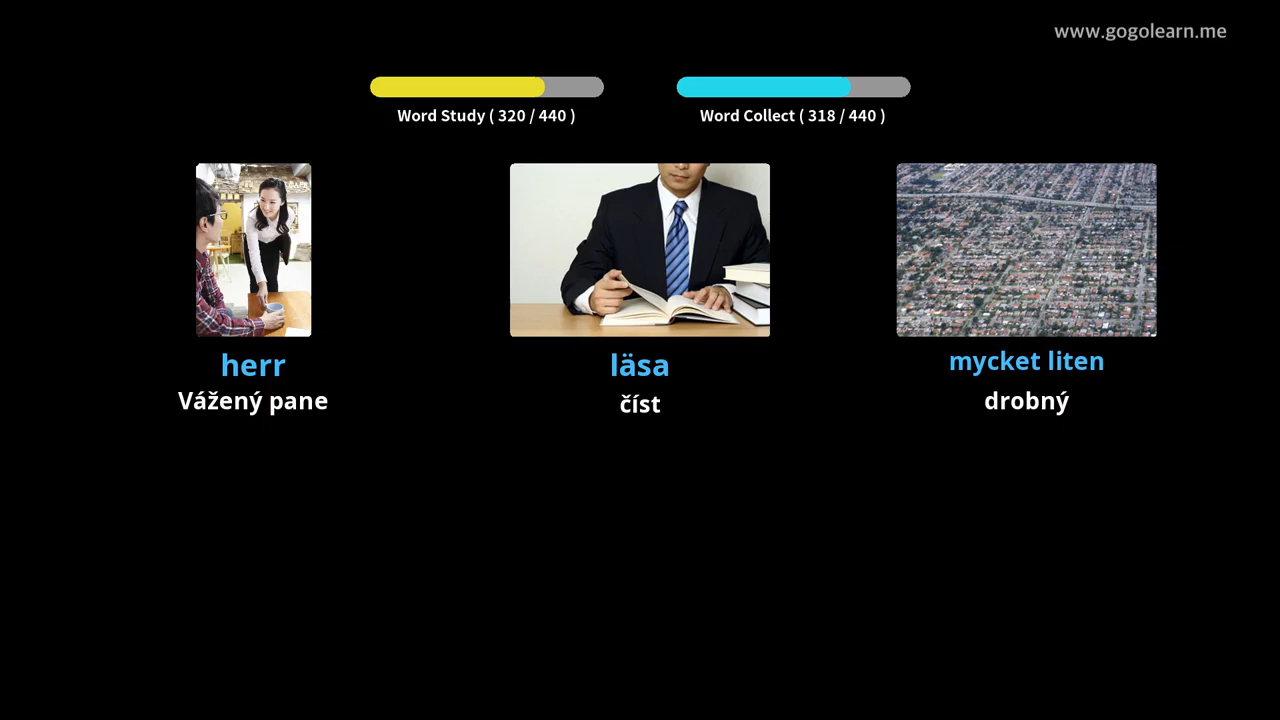 www.gogolearn.me
Word Study ( 320 / 440 )
Word Collect ( 318 / 440 )
herr
Vážený pane
läsa
číst
mycket liten
drobný